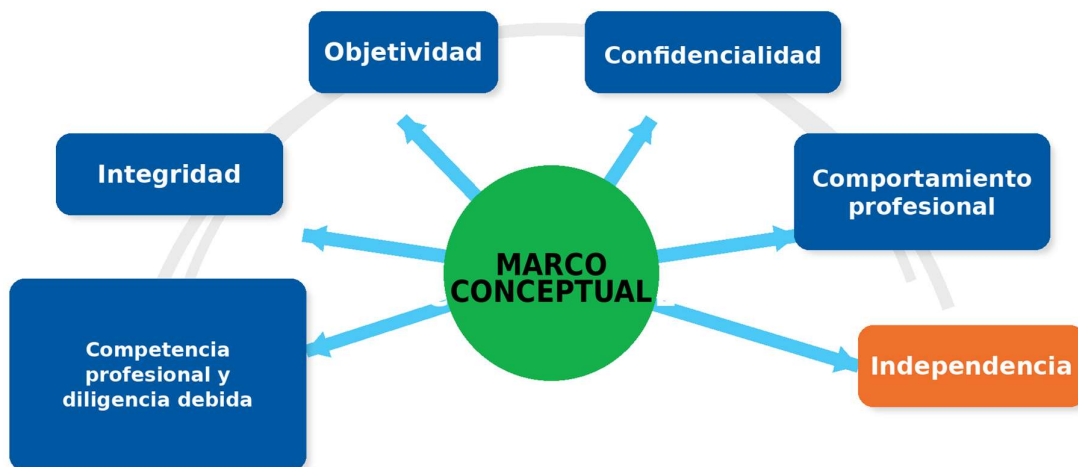 Objetividad
Confidencialidad
Integridad
Comportamiento
profesional
MARCO
CONCEPTUAL
Competencia
profesional y
diligencia debida
Independencia